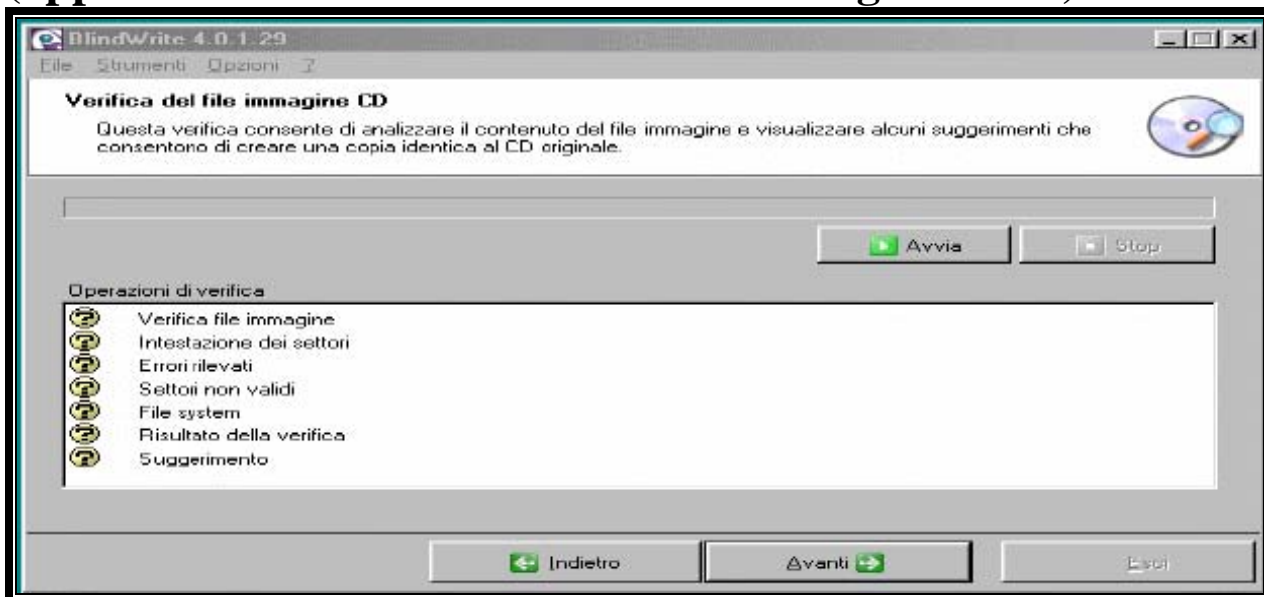 BlindWrite 4.0.1.29
File Strumenti Opzioni ?
Verifica del file immagine CD
Questa verifica consente di analizzare il contenuto del file immagine e visualizzare alcuni suggerimenti che
consentono di creare una copia identica al CD originale.
Avvia Stop
Operazioni di verifica
Verifica file immagine
Intestazione dei settori
Errori rilevati
Settori non validi
File system
Risultato della verifica
Suggerimento
Indietro Avanti Esci